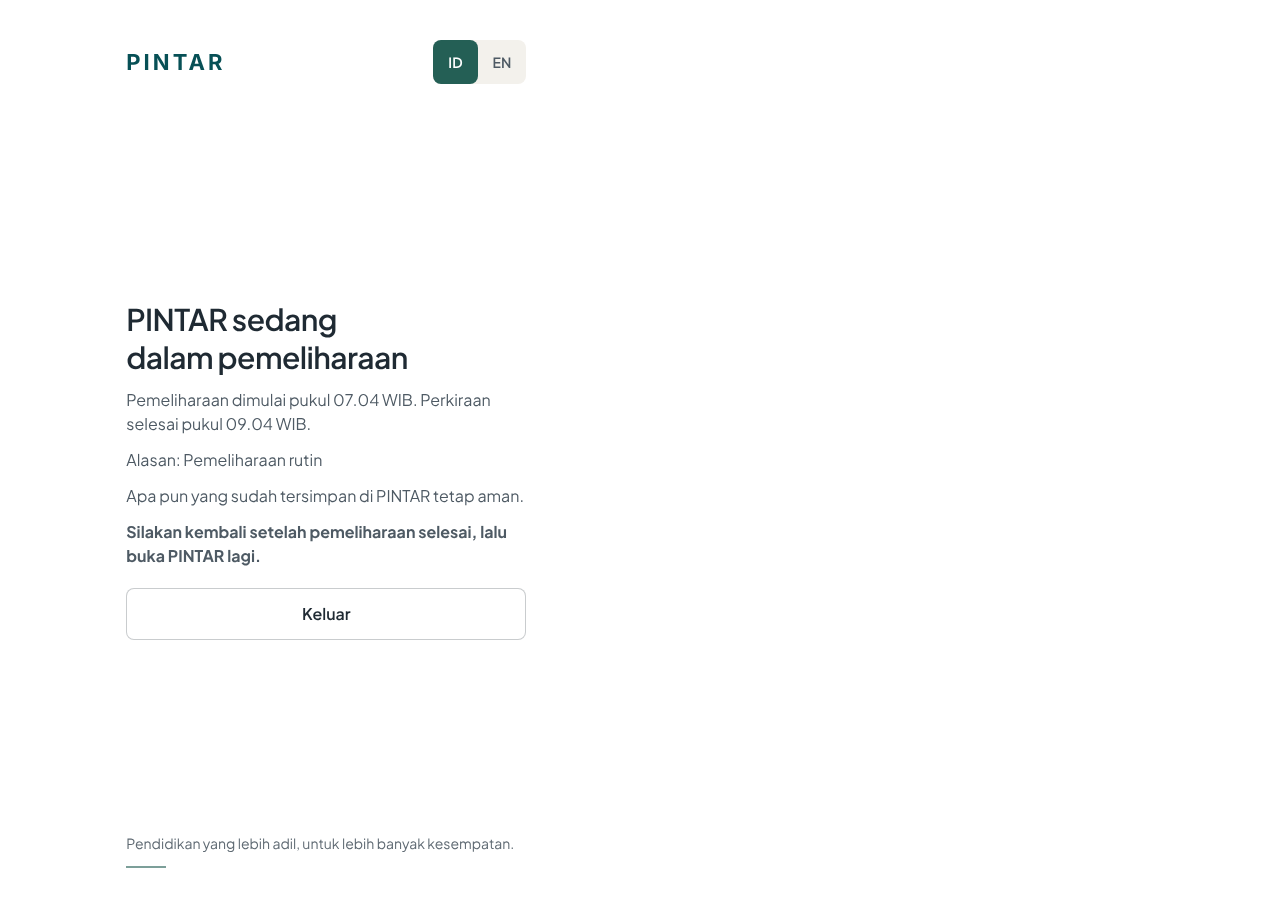 PINTAR
ID EN
PINTAR sedang
dalam pemeliharaan
Pemeliharaan dimulai pukul 07.04 WIB. Perkiraan
selesai pukul 09.04 WIB.
Alasan: Pemeliharaan rutin
Apa pun yang sudah tersimpan di PINTAR tetap aman.
Silakan kembali setelah pemeliharaan selesai, lalu
buka PINTAR lagi.
Keluar
Pendidikan yang lebih adil, untuk lebih banyak kesempatan.